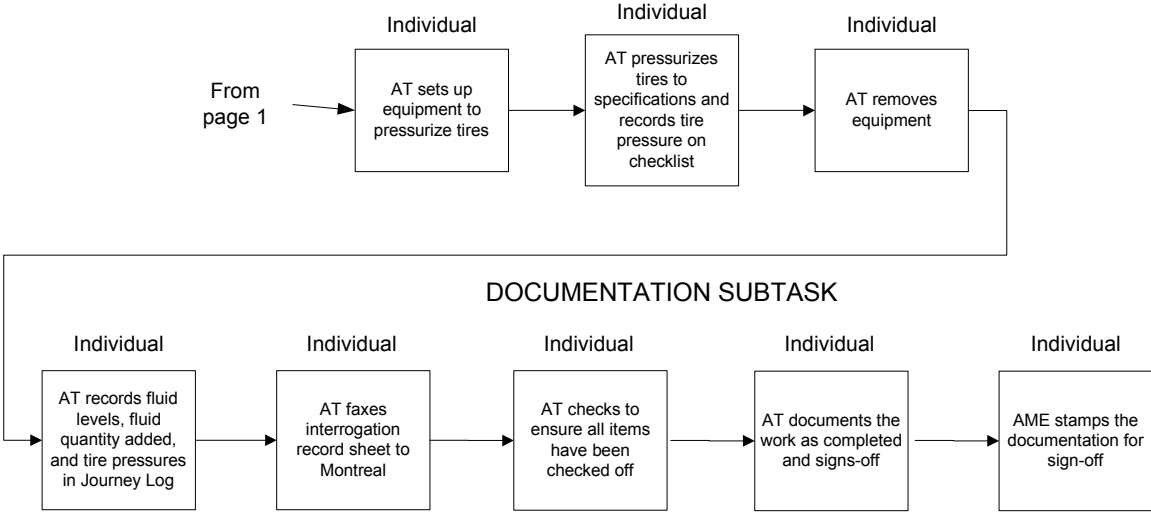 Individual
Individual
Individual
From
page 1
AT sets up
equipment to
pressurize tires
AT pressurizes
tires to
specifications and
records tire
pressure on
checklist
AT removes
equipment
DOCUMENTATION SUBTASK
Individual
Individual
Individual
Individual
Individual
AT records fluid
levels, fluid
quantity added,
and tire pressures
in Journey Log
AT faxes
interrogation
record sheet to
Montreal
AT checks to
ensure all items
have been
checked off
AT documents the
work as completed
and signs-off
AME stamps the
documentation for
sign-off